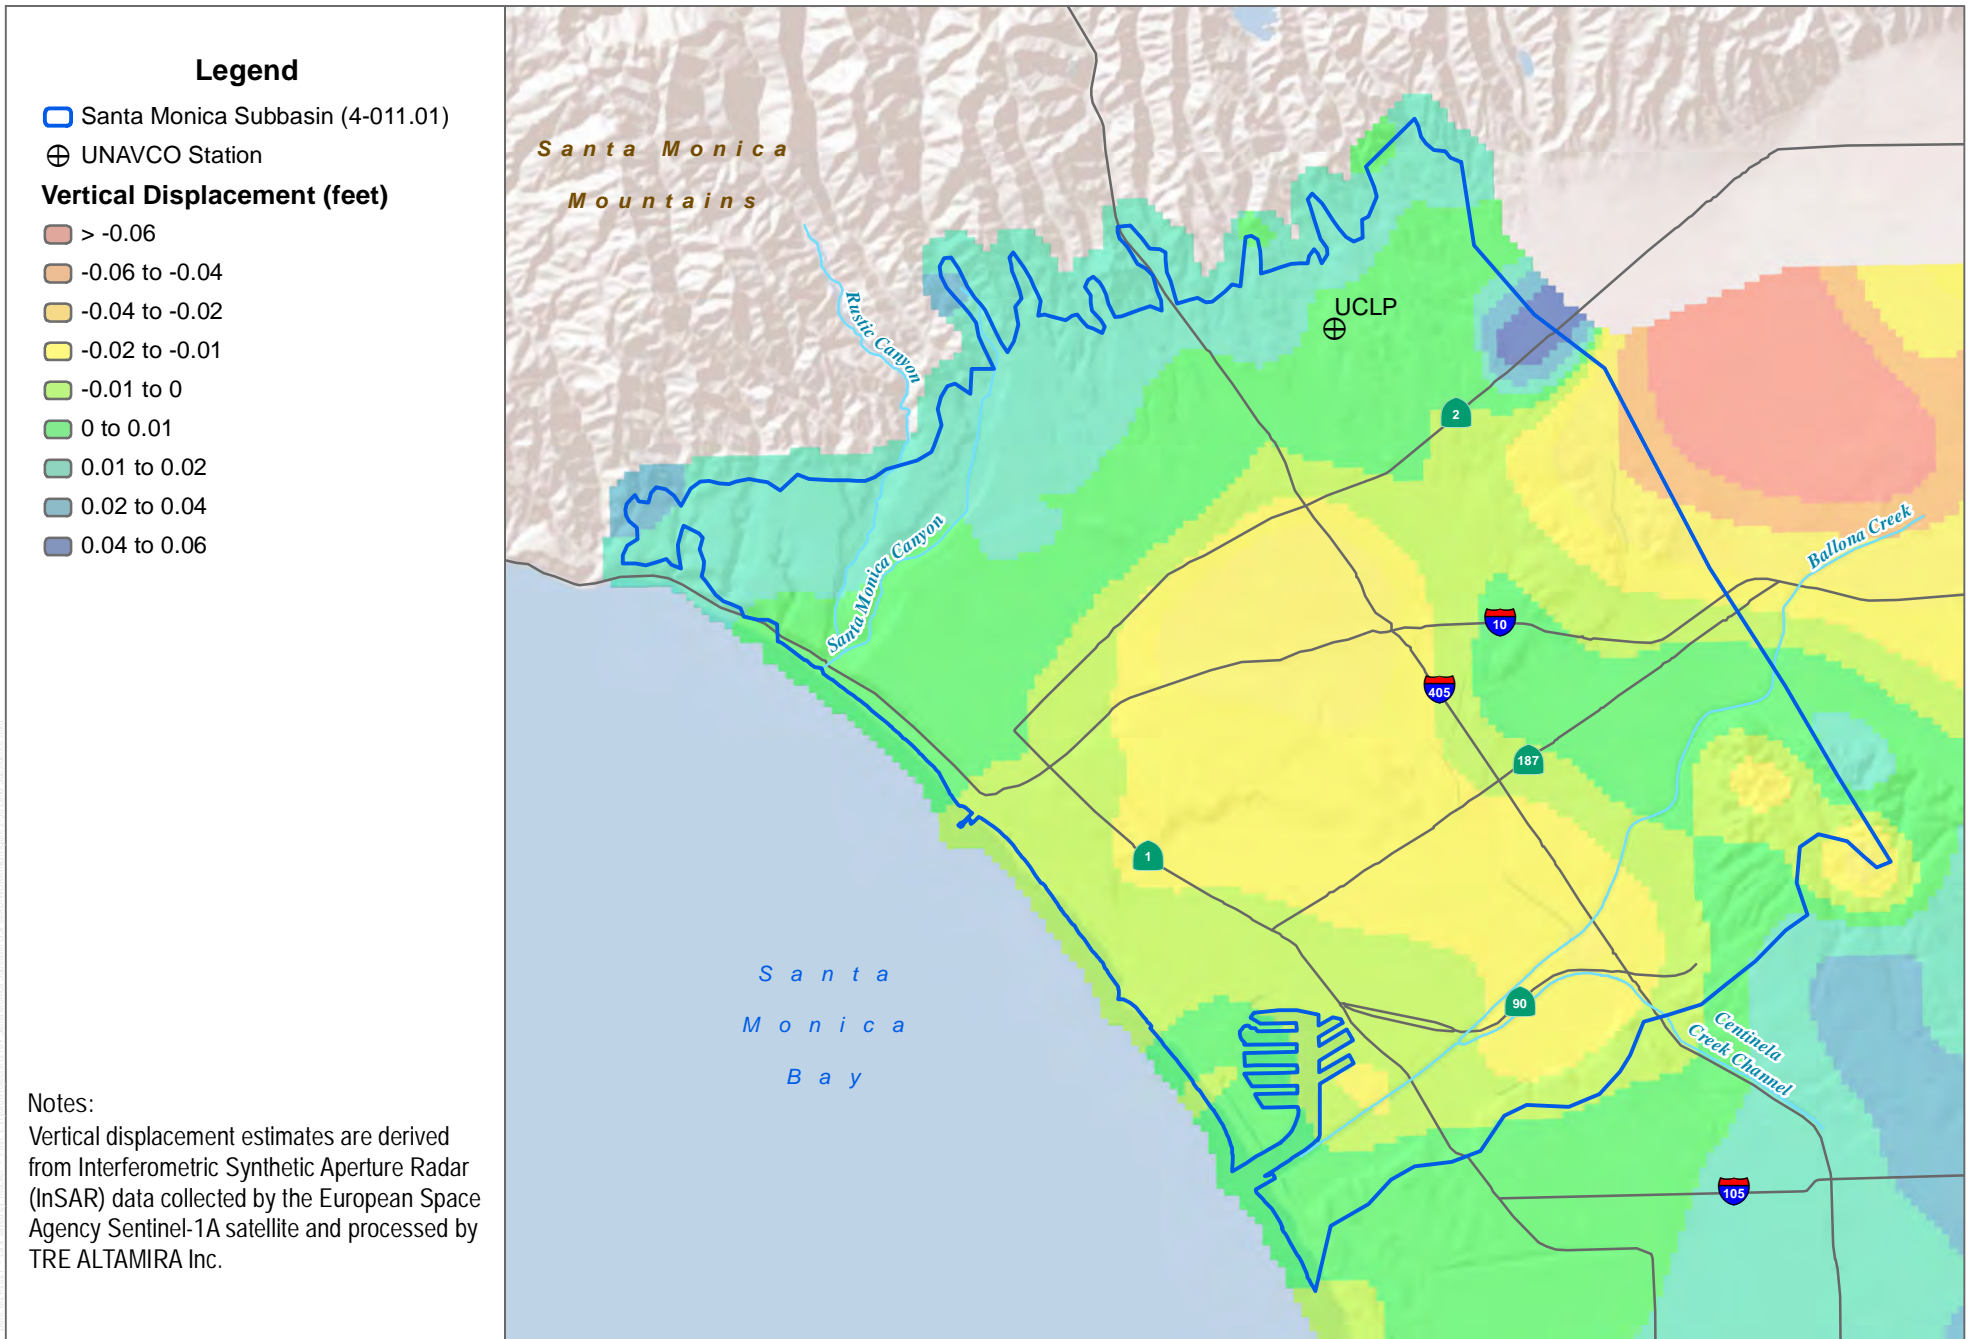 Legend
Santa Monica Subbasin (4-011.01)
UNAVCO Station
Vertical Displacement (feet)
> -0.06
-0.06 to -0.04
-0.04 to -0.02
-0.02 to -0.01
-0.01 to 0
0 to 0.01
0.01 to 0.02
0.02 to 0.04
0.04 to 0.06
Notes:
Vertical displacement estimates are derived
from Interferometric Synthetic Aperture Radar
(InSAR) data collected by the European Space
Agency Sentinel-1A satellite and processed by
TRE ALTAMIRA Inc.
Santa Monica
Mountains
Rustic Canyon
UCLP
2
Santa Monica Canyon
Ballona Creek
10
405
187
1
Santa
Monica
Bay
90
Centinela
Creek Channel
105